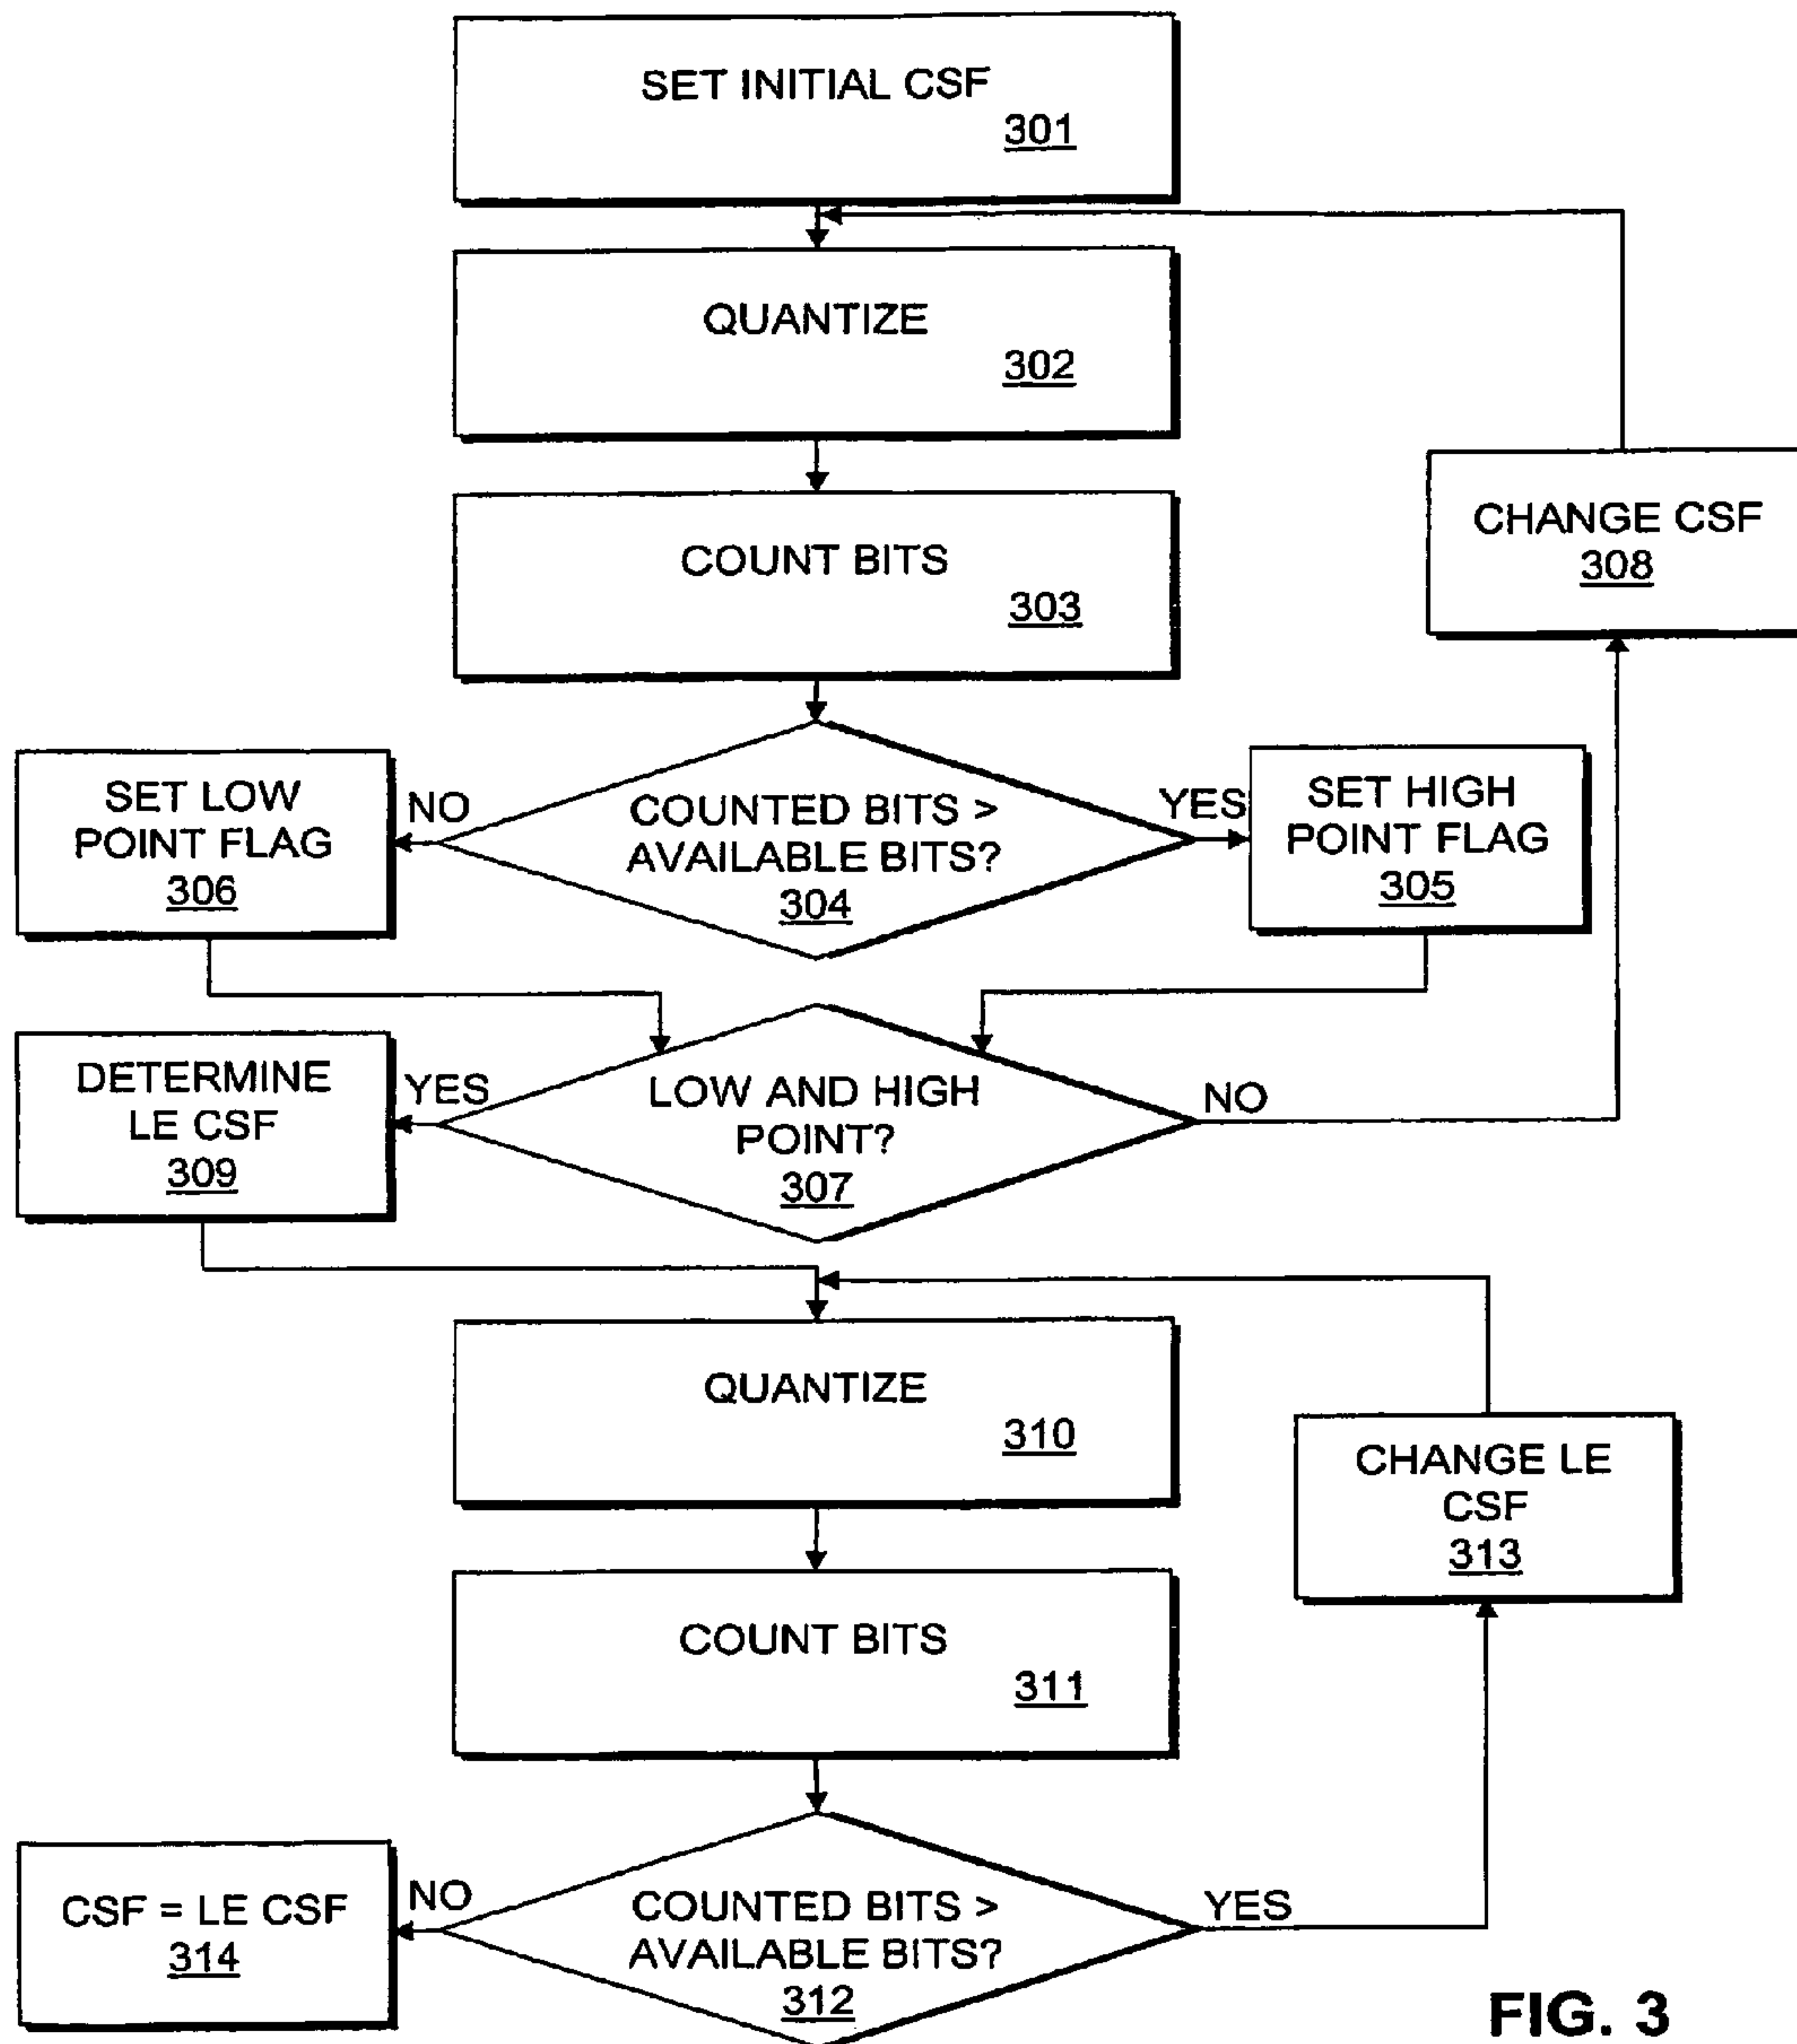 SET INITIAL CSF
301
QUANTIZE
302
COUNT BITS
303
CHANGE CSF
308
SET LOW
POINT FLAG
306
NO
COUNTED BITS >
AVAILABLE BITS?
304
YES
SET HIGH
POINT FLAG
305
DETERMINE
LE CSF
309
YES
LOW AND HIGH
POINT?
307
NO
QUANTIZE
310
CHANGE LE
CSF
313
COUNT BITS
311
CSF = LE CSF
314
NO
COUNTED BITS >
AVAILABLE BITS?
312
YES
FIG. 3